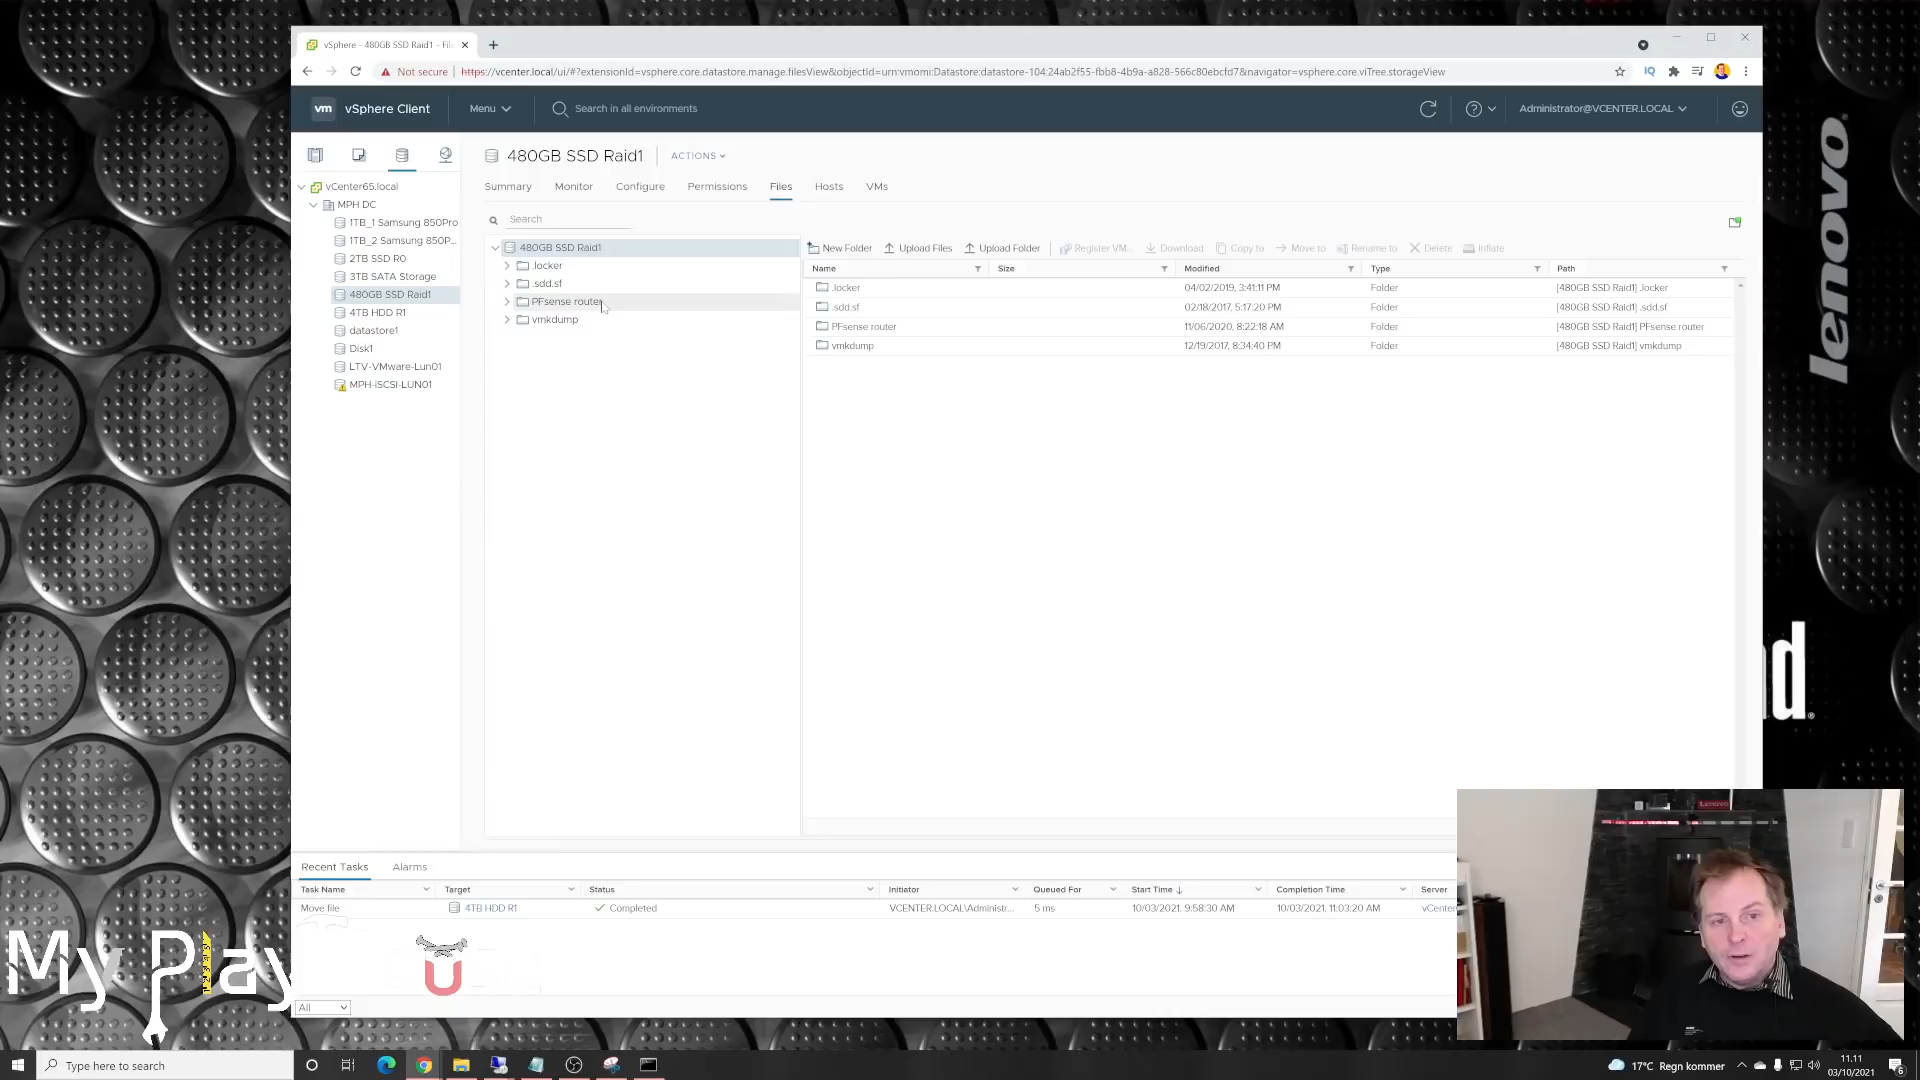 vSphere - 480GB SSD Raid1 - Fil
Not secure
https://vcenter.local/ui/#?extensionId=vsphere.core.datastore.manage.filesView&objectId=urn:vmomi:Datastore:datastore-104:24ab2f55-fbb8-4b9a-a828-566c80ebcfd7&navigator=vsphere.core.viTree.storageView
IQ
vm vSphere Client
Menu
Search in all environments
Administrator@VCENTER.LOCAL
480GB SSD Raid1
ACTIONS
Summary
Monitor
Configure
Permissions
Files
Hosts
VMs
vCenter65.local
MPH DC
1TB_1 Samsung 850Pro
1TB_2 Samsung 850P...
2TB SSD R0
3TB SATA Storage
480GB SSD Raid1
4TB HDD R1
datastore1
Disk1
LTV-VMware-Lun01
MPH-iSCSI-LUN01
Search
480GB SSD Raid1
.locker
.sdd.sf
PFsense router
vmkdump
New Folder
Upload Files
Upload Folder
Register VM...
Download
Copy to
Move to
Rename to
Delete
Inflate
Name Size Modified Type Path
.locker 04/02/2019, 3:41:11 PM Folder [480GB SSD Raid1] .locker
.sdd.sf 02/18/2017, 5:17:20 PM Folder [480GB SSD Raid1] .sdd.sf
PFsense router 11/06/2020, 8:22:18 AM Folder [480GB SSD Raid1] PFsense router
vmkdump 12/19/2017, 8:34:40 PM Folder [480GB SSD Raid1] vmkdump
Recent Tasks
Alarms
Task Name Target Status Initiator Queued For Start Time Completion Time Server
Move file 4TB HDD R1 Completed VCENTER.LOCAL\Administr... 5 ms 10/03/2021, 9:58:30 AM 10/03/2021, 11:03:20 AM vCenter
All
My Play
U
lenovo
d
Lenovo
Type here to search
17°C Regn kommer
11.11
03/10/2021
6